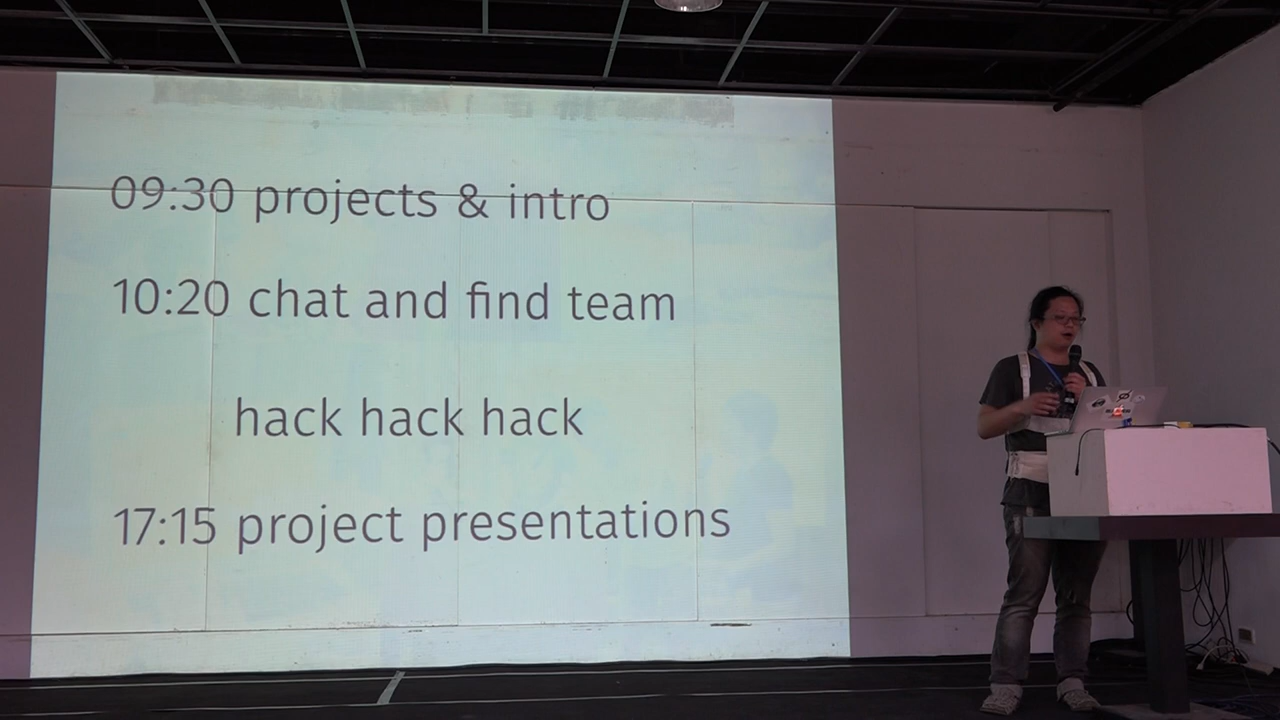 09:30 projects & intro
10:20 chat and find team
hack hack hack
17:15 project presentations